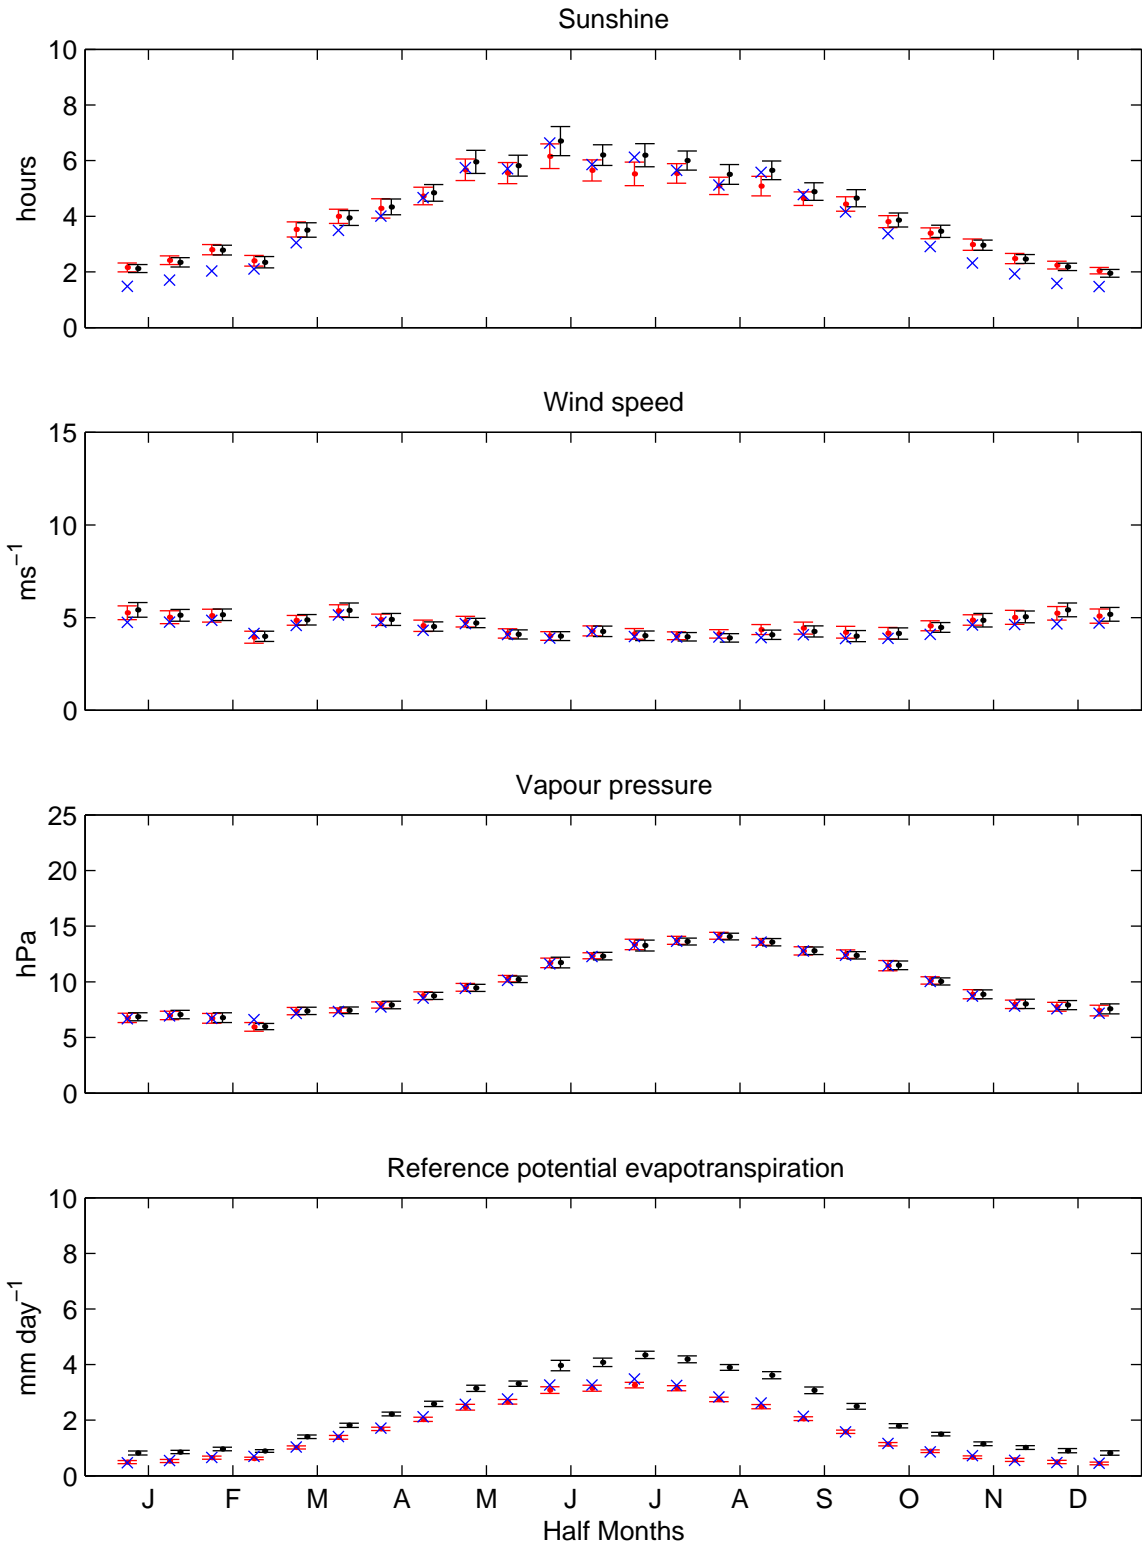 Sunshine
10
8
6
4
2
0
hours
Wind speed
15
10
5
0
ms⁻¹
Vapour pressure
25
20
15
10
5
0
hPa
Reference potential evapotranspiration
10
8
6
4
2
0
mm day⁻¹
J F M A M J J A S O N D
Half Months